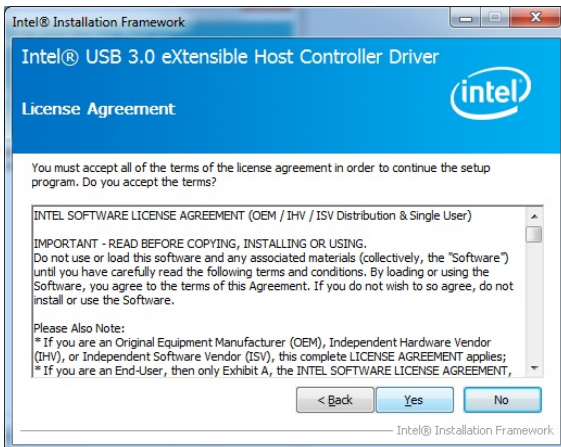 Intel® Installation Framework
Intel® USB 3.0 eXtensible Host Controller Driver
License Agreement
intel
You must accept all of the terms of the license agreement in order to continue the setup
program. Do you accept the terms?
INTEL SOFTWARE LICENSE AGREEMENT (OEM / IHV / ISV Distribution & Single User)
IMPORTANT - READ BEFORE COPYING, INSTALLING OR USING.
Do not use or load this software and any associated materials (collectively, the "Software")
until you have carefully read the following terms and conditions. By loading or using the
Software, you agree to the terms of this Agreement. If you do not wish to so agree, do not
install or use the Software.
Please Also Note:
* If you are an Original Equipment Manufacturer (OEM), Independent Hardware Vendor
(IHV), or Independent Software Vendor (ISV), this complete LICENSE AGREEMENT applies;
* If you are an End-User, then only Exhibit A, the INTEL SOFTWARE LICENSE AGREEMENT,
< Back Yes No
Intel® Installation Framework